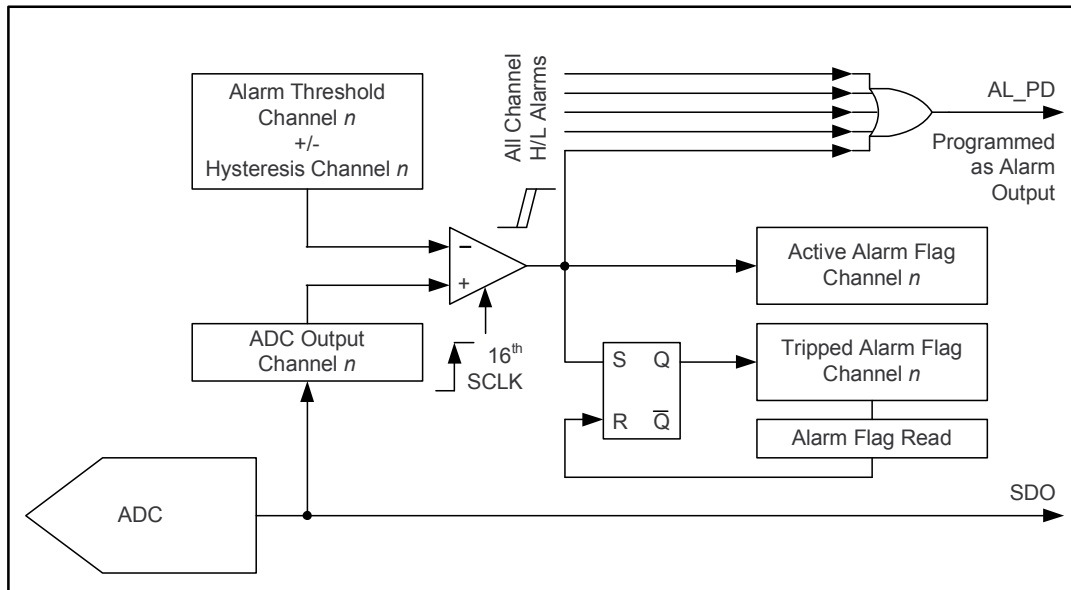 Alarm Threshold
Channel n
+/-
Hysteresis Channel n
All Channel
H/L Alarms
AL_PD
Programmed
as Alarm
Output
−
+
16th
SCLK
Active Alarm Flag
Channel n
ADC Output
Channel n
S Q
R Q̅
Tripped Alarm Flag
Channel n
Alarm Flag Read
ADC
SDO